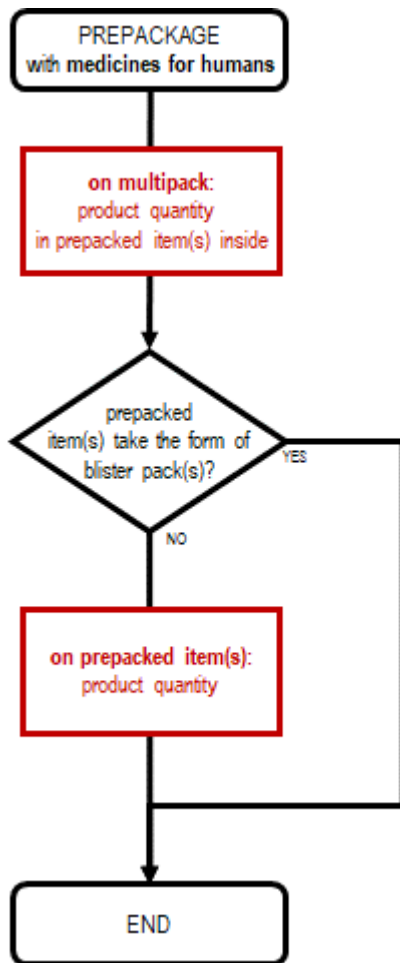 PREPACKAGE
with medicines for humans
on multipack:
product quantity
in prepacked item(s) inside
prepacked
item(s) take the form of
blister pack(s)?
YES
NO
on prepacked item(s):
product quantity
END